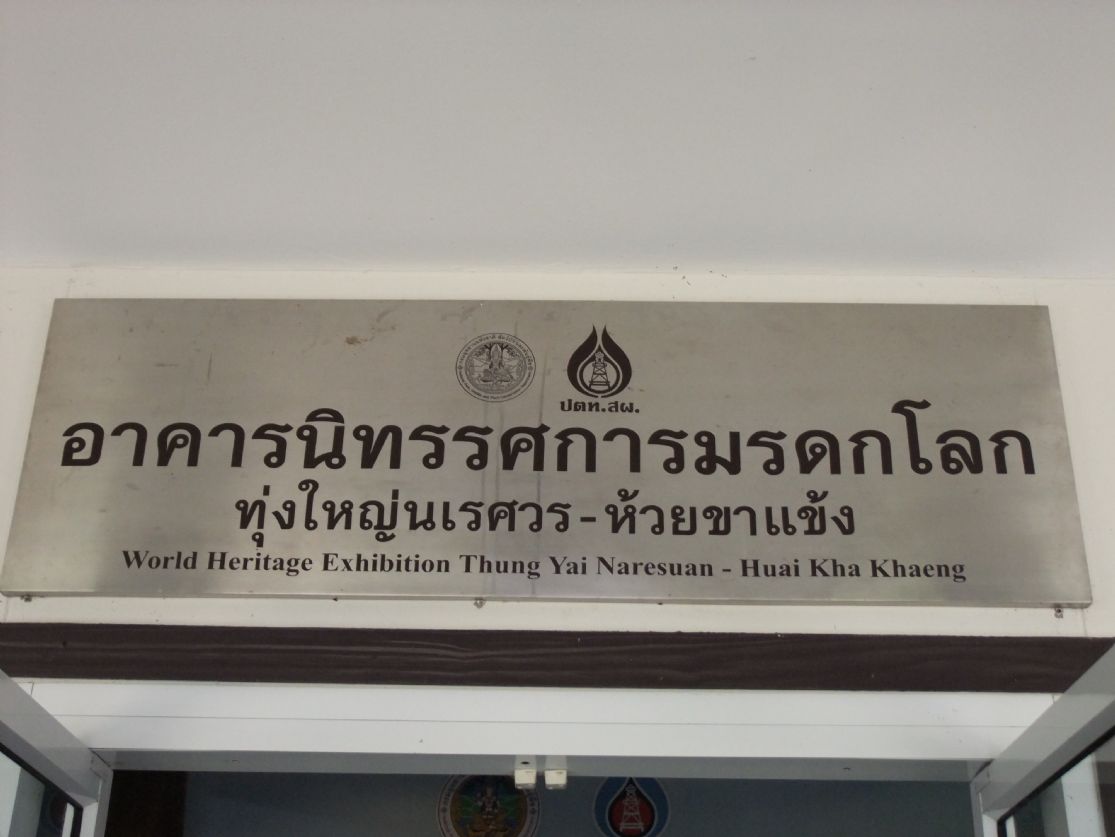 ปตท.สผ.
อาคารนิทรรศการมรดกโลก
ทุ่งใหญ่นเรศวร-ห้วยขาแข้ง
World Heritage Exhibition Thung Yai Naresuan - Huai Kha Khaeng